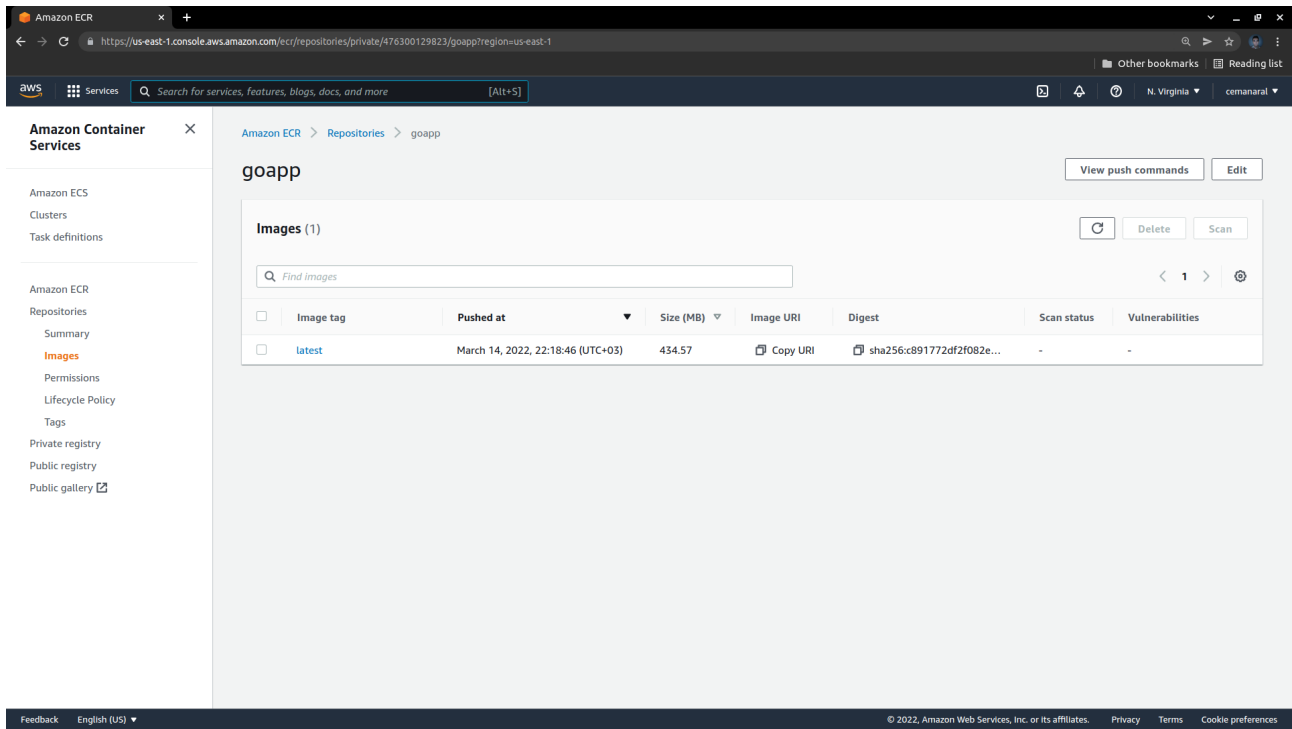 Amazon ECR
https://us-east-1.console.aws.amazon.com/ecr/repositories/private/476300129823/goapp?region=us-east-1
Other bookmarks Reading list
aws Services Search for services, features, blogs, docs, and more [Alt+S] N. Virginia cemanaral
Amazon Container Services
Amazon ECS
Clusters
Task definitions
Amazon ECR
Repositories
Summary
Images
Permissions
Lifecycle Policy
Tags
Private registry
Public registry
Public gallery
Amazon ECR > Repositories > goapp
goapp View push commands Edit
Images (1) Delete Scan
Find images 1
Image tag Pushed at Size (MB) Image URI Digest Scan status Vulnerabilities
latest March 14, 2022, 22:18:46 (UTC+03) 434.57 Copy URI sha256:c891772df2f082e... - -
Feedback English (US) © 2022, Amazon Web Services, Inc. or its affiliates. Privacy Terms Cookie preferences